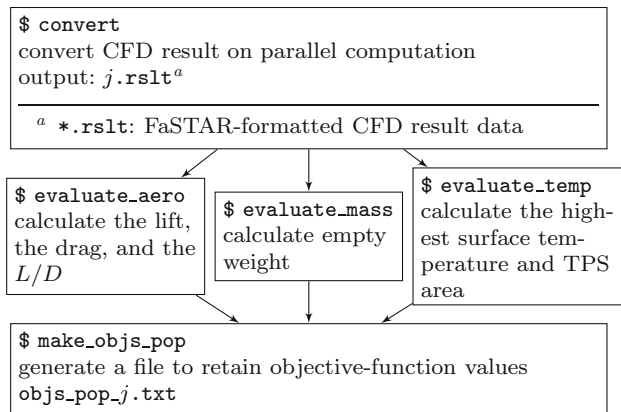 $ convert
convert CFD result on parallel computation
output: j.rslt^a
^a *.rslt: FaSTAR-formatted CFD result data
$ evaluate_aero
calculate the lift,
the drag, and the
L/D
$ evaluate_mass
calculate empty
weight
$ evaluate_temp
calculate the high-
est surface tem-
perature and TPS
area
$ make_objs_pop
generate a file to retain objective-function values
objs_pop_j.txt